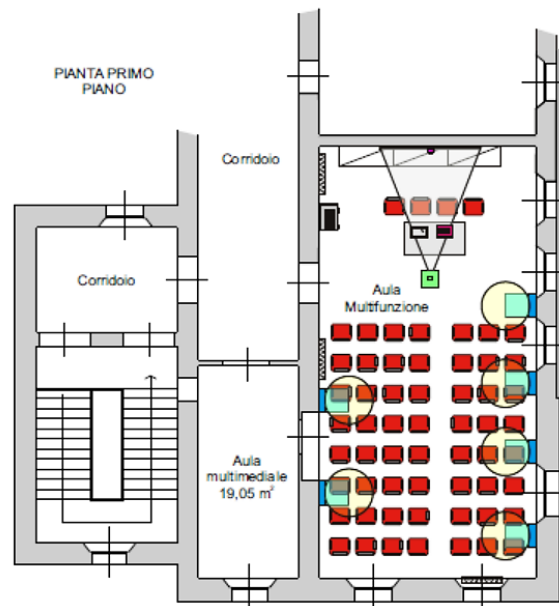 PIANTA PRIMO
PIANO
Corridoio
Corridoio
Aula
Multifunzione
Aula
multimediale
19,05 m²